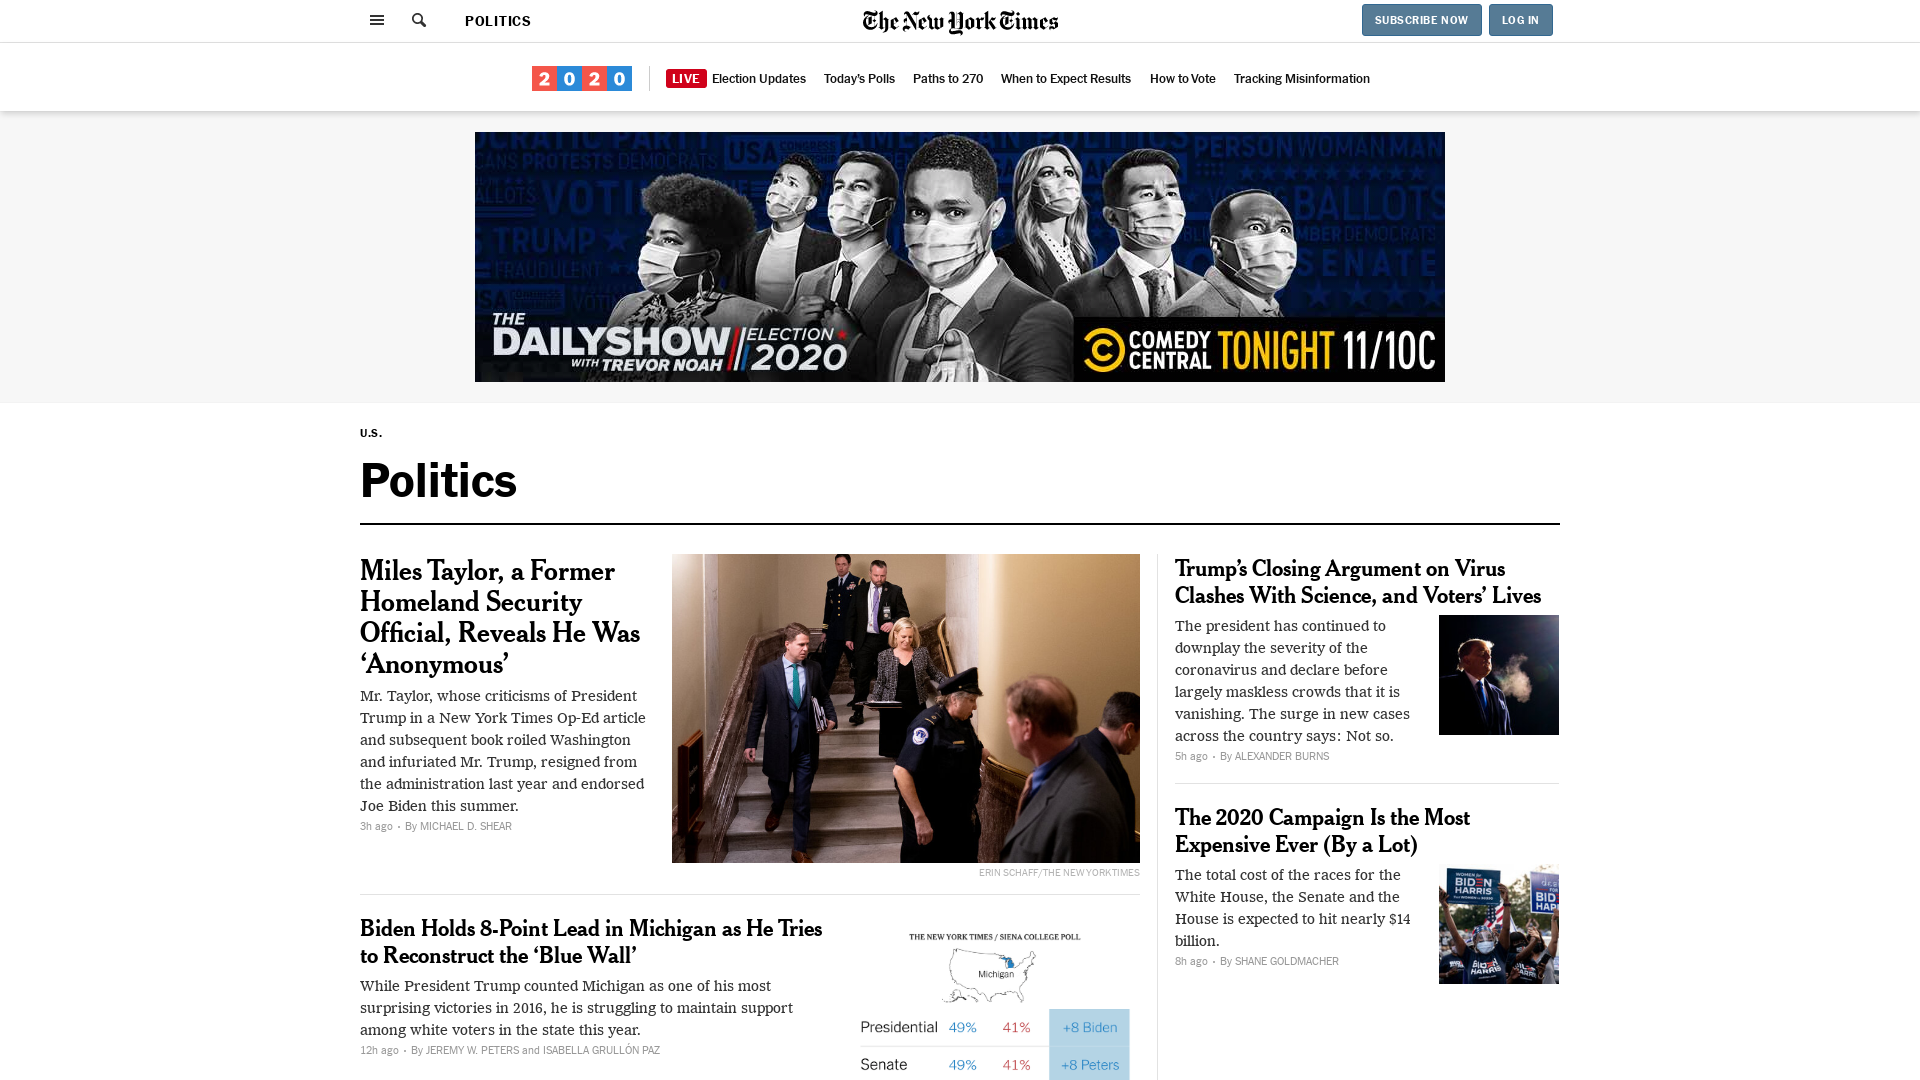 POLITICS
The New York Times
SUBSCRIBE NOW
LOG IN
2020
LIVE Election Updates
Today's Polls
Paths to 270
When to Expect Results
How to Vote
Tracking Misinformation
THE
DAILYSHOW
WITH TREVOR NOAH
ELECTION
2020
COMEDY
CENTRAL
TONIGHT 11/10C
U.S.
Politics
Miles Taylor, a Former
Homeland Security
Official, Reveals He Was
‘Anonymous’
Mr. Taylor, whose criticisms of President
Trump in a New York Times Op-Ed article
and subsequent book roiled Washington
and infuriated Mr. Trump, resigned from
the administration last year and endorsed
Joe Biden this summer.
3h ago • By MICHAEL D. SHEAR
ERIN SCHAFF/THE NEW YORK TIMES
Biden Holds 8-Point Lead in Michigan as He Tries
to Reconstruct the ‘Blue Wall’
While President Trump counted Michigan as one of his most
surprising victories in 2016, he is struggling to maintain support
among white voters in the state this year.
12h ago • By JEREMY W. PETERS and ISABELLA GRULLÓN PAZ
THE NEW YORK TIMES / SIENA COLLEGE POLL
Michigan
Presidential 49% 41% +8 Biden
Senate 49% 41% +8 Peters
Trump’s Closing Argument on Virus
Clashes With Science, and Voters’ Lives
The president has continued to
downplay the severity of the
coronavirus and declare before
largely maskless crowds that it is
vanishing. The surge in new cases
across the country says: Not so.
5h ago • By ALEXANDER BURNS
The 2020 Campaign Is the Most
Expensive Ever (By a Lot)
The total cost of the races for the
White House, the Senate and the
House is expected to hit nearly $14
billion.
8h ago • By SHANE GOLDMACHER
BIDEN
HARRIS